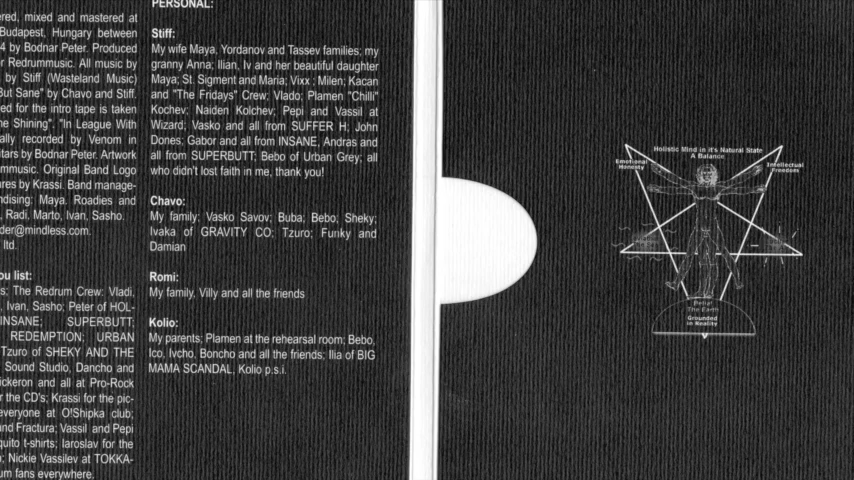 ered, mixed and mastered at
Budapest, Hungary between
4 by Bodnar Peter. Produced
r Redrummusic. All music by
by Stiff (Wasteland Music)
But Sane" by Chavo and Stiff.
ed for the intro tape is taken
he Shining". "In League With
ally recorded by Venom in
itars by Bodnar Peter. Artwork
mmusic. Original Band Logo
ures by Krassi. Band manage-
ndising: Maya. Roadies and
, Radi, Marto, Ivan, Sasho.
der@mindless.com.
ltd.
ou list:
s; The Redrum Crew: Vladi,
, Ivan, Sasho; Peter of HOL-
INSANE; SUPERBUTT;
REDEMPTION; URBAN
Tzuro of SHEKY AND THE
Sound Studio, Dancho and
ickeron and all at Pro-Rock
r the CD's; Krassi for the pic-
everyone at O!Shipka club;
and Fractura; Vassil and Pepi
quito t-shirts; Iaroslav for the
; Nickie Vassilev at TOKKA-
um fans everywhere.
PERSONAL:
Stiff:
My wife Maya, Yordanov and Tassev families; my
granny Anna; Ilian, Iv and her beautiful daughter
Maya; St. Sigment and Maria; Vixx ; Milen; Kacan
and "The Fridays" Crew; Vlado; Plamen "Chilli"
Kochev; Naiden Kolchev; Pepi and Vassil at
Wizard; Vasko and all from SUFFER H; John
Dones; Gabor and all from INSANE, Andras and
all from SUPERBUTT; Bebo of Urban Grey; all
who didn't lost faith in me, thank you!
Chavo:
My family; Vasko Savov; Buba; Bebo; Sheky;
Ivaka of GRAVITY CO; Tzuro; Funky and
Damian
Romi:
My family, Villy and all the friends
Kolio:
My parents; Plamen at the rehearsal room; Bebo,
Ico, Ivcho, Boncho and all the friends; Ilia of BIG
MAMA SCANDAL, Kolio p.s.i.
Holistic Mind in it's Natural State
A Balance
Emotional
Honesty
Intellectual
Freedom
The Earth
Grounded
in Reality